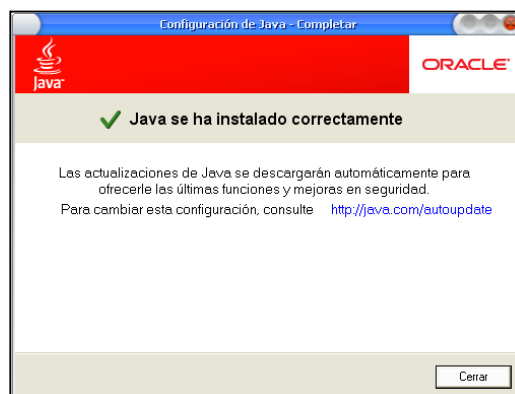 Configuración de Java - Completar
Java
ORACLE
Java se ha instalado correctamente
Las actualizaciones de Java se descargarán automáticamente para
ofrecerle las últimas funciones y mejoras en seguridad.
Para cambiar esta configuración, consulte http://java.com/autoupdate
Cerrar